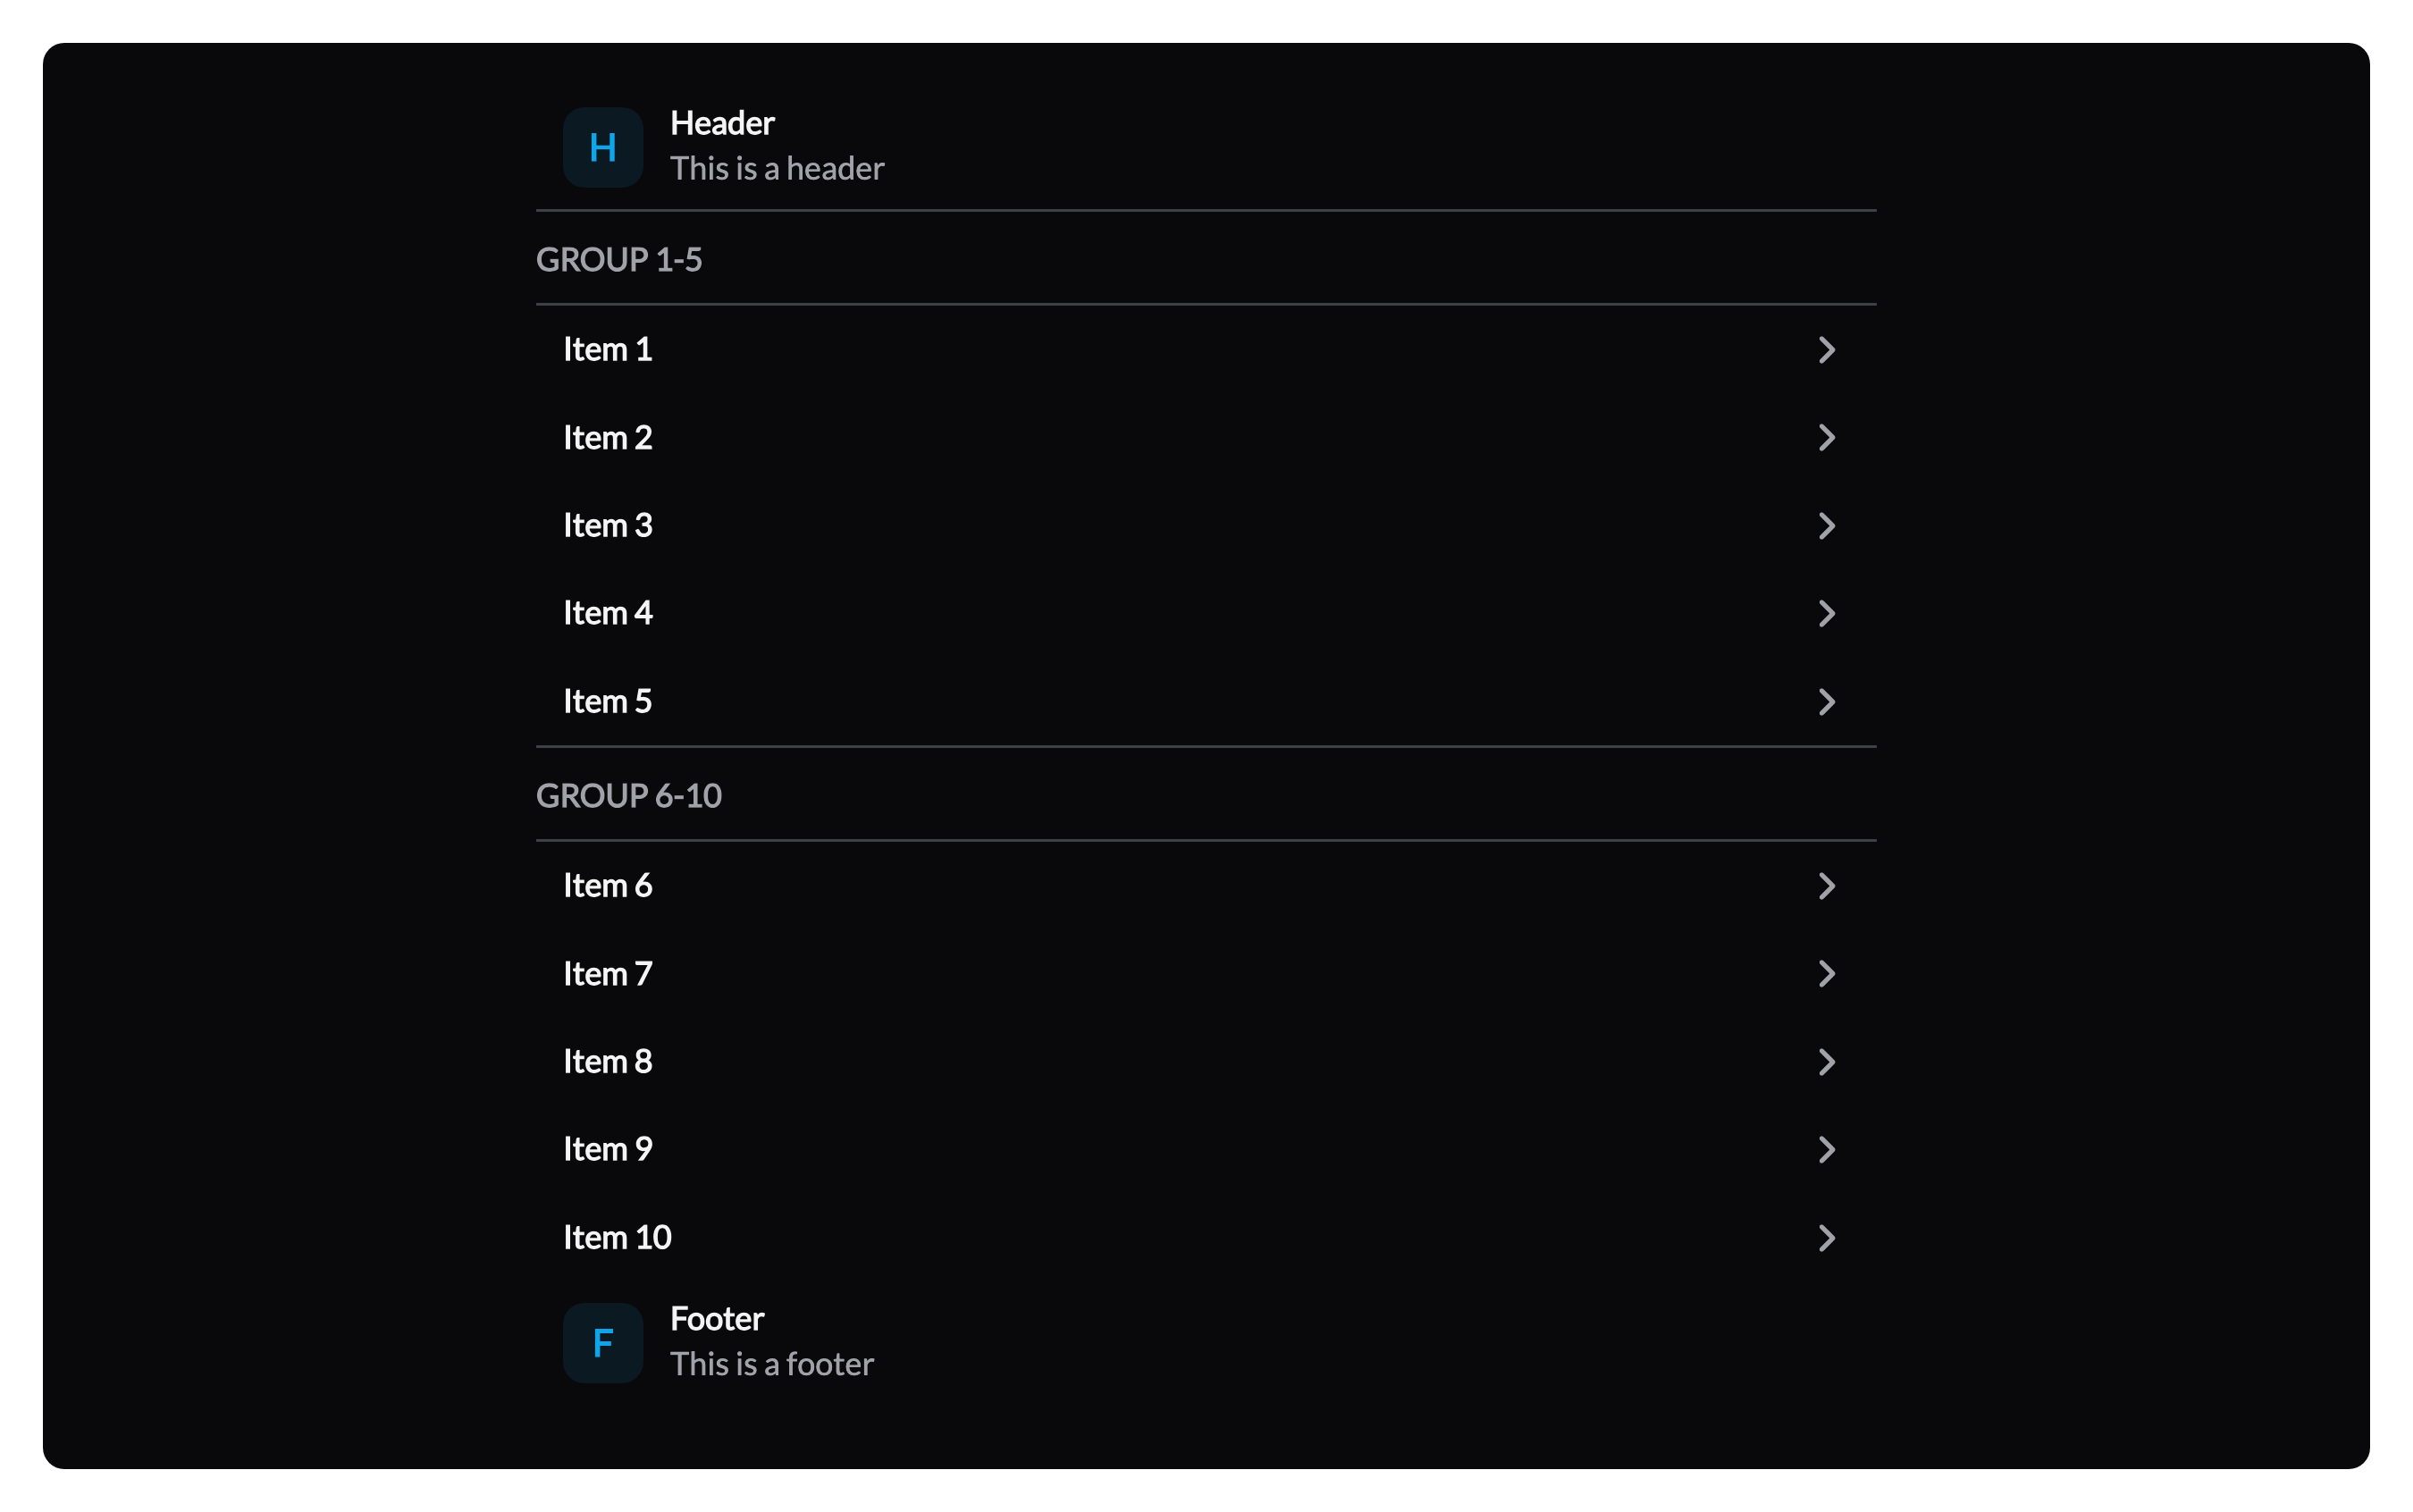 H
Header
This is a header
GROUP 1-5
Item 1
Item 2
Item 3
Item 4
Item 5
GROUP 6-10
Item 6
Item 7
Item 8
Item 9
Item 10
F
Footer
This is a footer